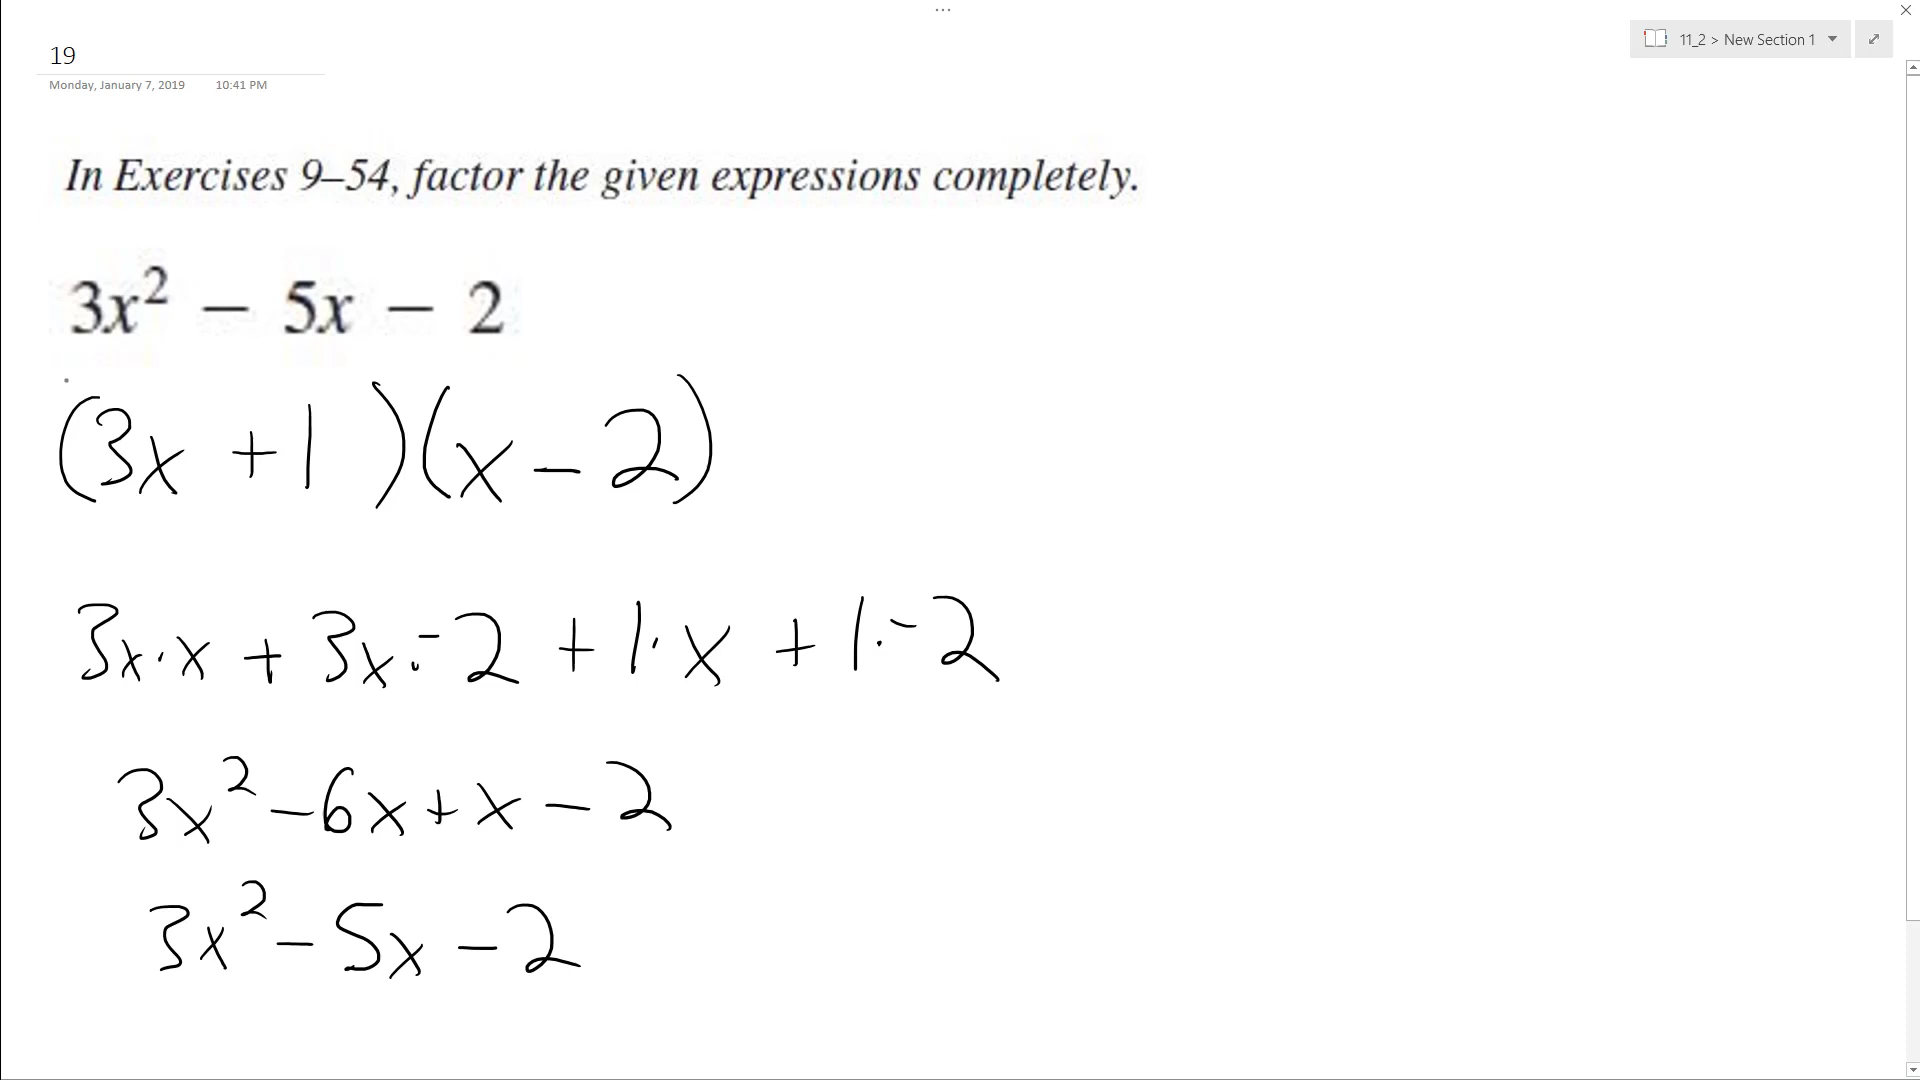 ...
11_2 > New Section 1
19
Monday, January 7, 2019 10:41 PM
In Exercises 9–54, factor the given expressions completely.
3x² − 5x − 2
(3x + 1)(x − 2)
3x·x + 3x·−2 + 1·x + 1·−2
3x² − 6x + x − 2
3x² − 5x − 2